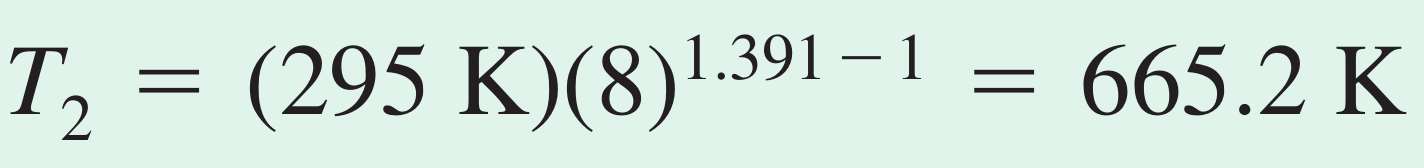 T₂ = (295 K)(8)¹·³⁹¹ ⁻ ¹ = 665.2 K